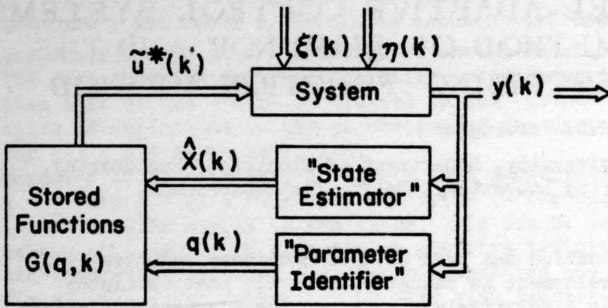 ξ(k) η(k)
ũ*(k)
System
y(k)
X̂(k)
"State
Estimator"
Stored
Functions
G(q,k)
q(k)
"Parameter
Identifier"